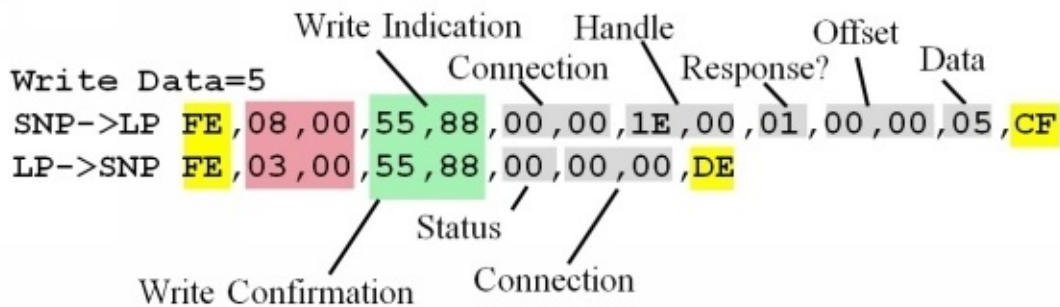 Write Indication
Handle
Offset
Connection
Response?
Data
Write Data=5
SNP->LP FE,08,00,55,88,00,00,1E,00,01,00,00,05,CF
LP->SNP FE,03,00,55,88,00,00,00,DE
Status
Connection
Write Confirmation